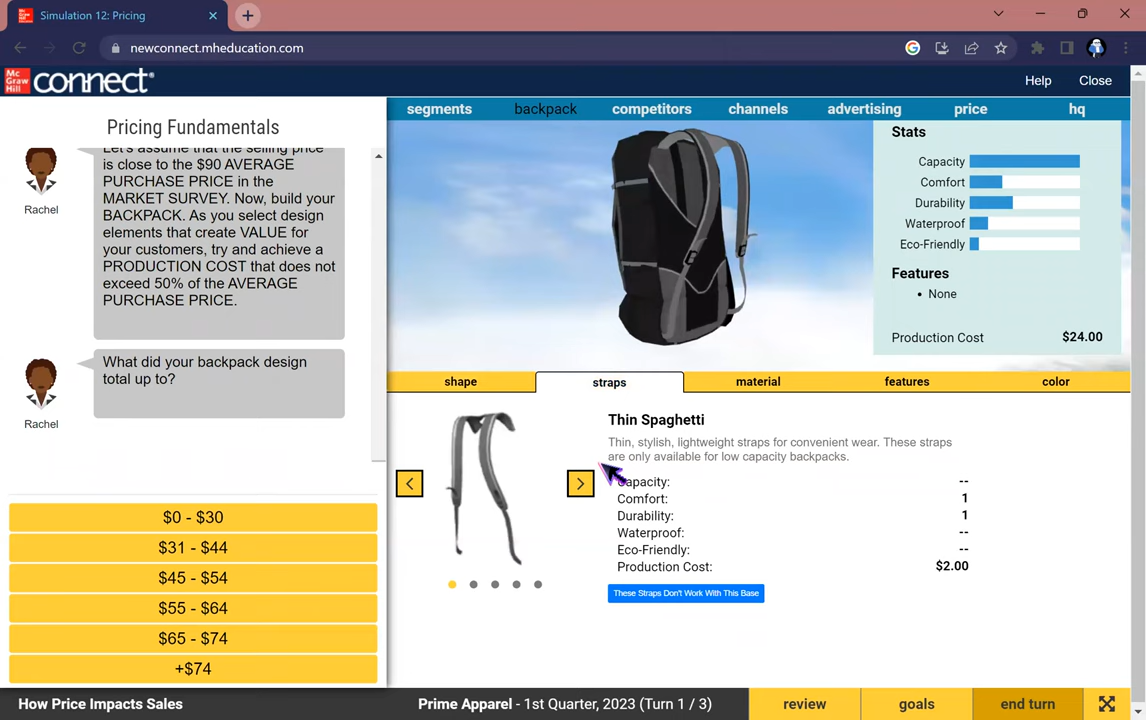 Simulation 12: Pricing
newconnect.mheducation.com
Mc Graw Hill connect
Help
Close
Pricing Fundamentals
segments
backpack
competitors
channels
advertising
price
hq
Let's assume that the selling price
is close to the $90 AVERAGE
PURCHASE PRICE in the
MARKET SURVEY. Now, build your
BACKPACK. As you select design
elements that create VALUE for
your customers, try and achieve a
PRODUCTION COST that does not
exceed 50% of the AVERAGE
PURCHASE PRICE.
Rachel
What did your backpack design
total up to?
Rachel
$0 - $30
$31 - $44
$45 - $54
$55 - $64
$65 - $74
+$74
Stats
Capacity
Comfort
Durability
Waterproof
Eco-Friendly
Features
• None
Production Cost $24.00
shape
straps
material
features
color
Thin Spaghetti
Thin, stylish, lightweight straps for convenient wear. These straps
are only available for low capacity backpacks.
Capacity: --
Comfort: 1
Durability: 1
Waterproof: --
Eco-Friendly: --
Production Cost: $2.00
These Straps Don't Work With This Base
How Price Impacts Sales
Prime Apparel - 1st Quarter, 2023 (Turn 1 / 3)
review
goals
end turn